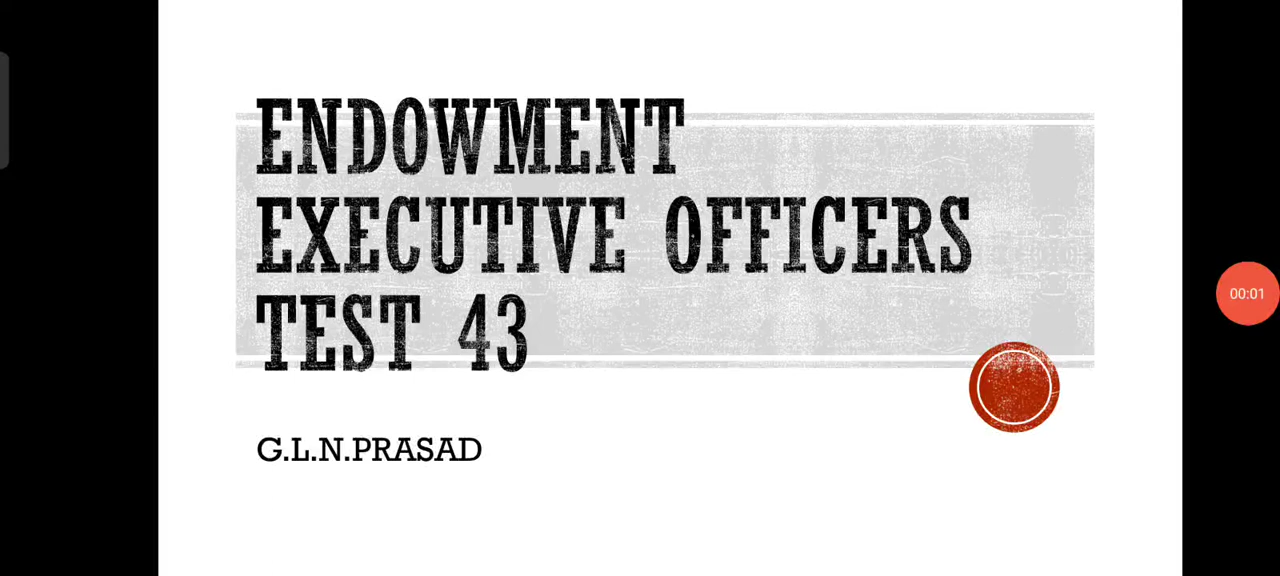 ENDOWMENT
EXECUTIVE OFFICERS
TEST 43
G.L.N.PRASAD
00:01